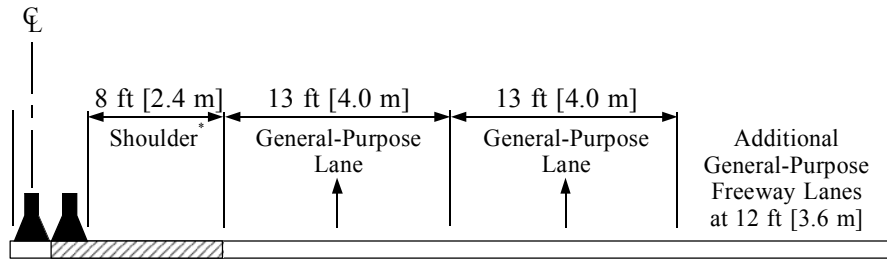 ℄
8 ft [2.4 m]
13 ft [4.0 m]
13 ft [4.0 m]
Shoulder*
General-Purpose
Lane
General-Purpose
Lane
Additional
General-Purpose
Freeway Lanes
at 12 ft [3.6 m]